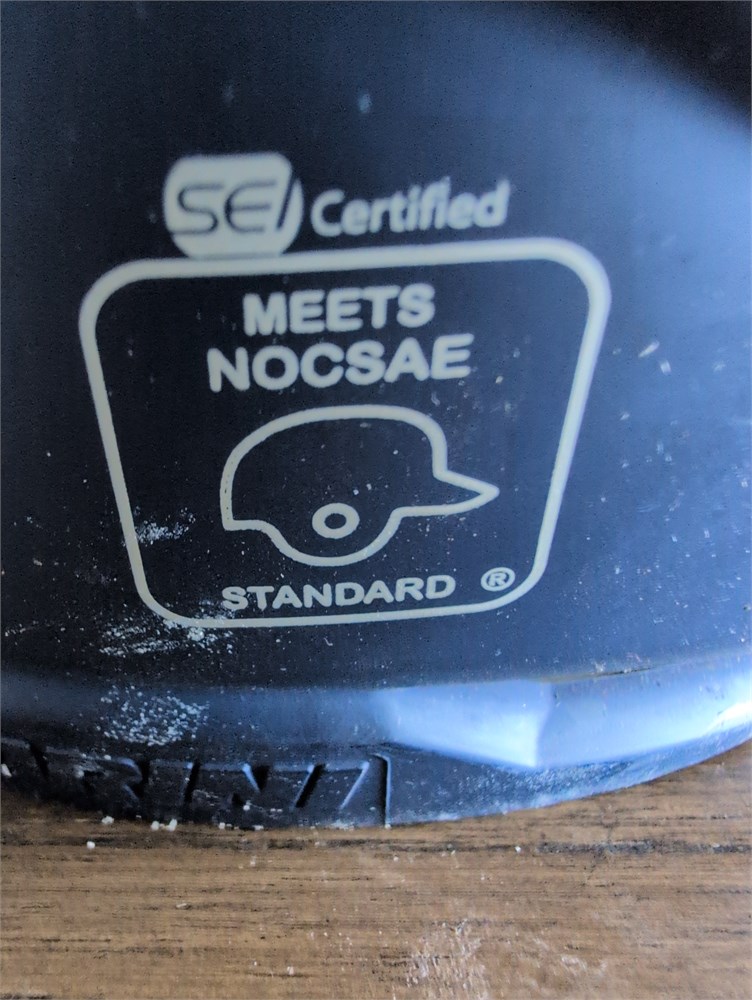 SEI Certified
MEETS
NOCSAE
STANDARD ®